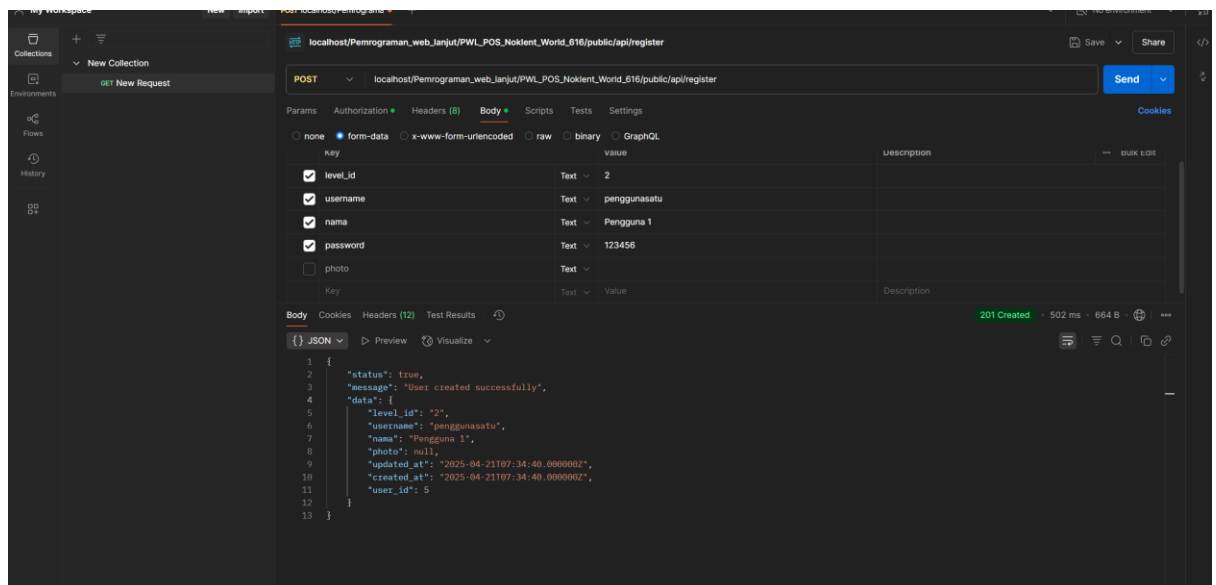 My Workspace New Import POST localhost/Pemrograma No environment
Collections
New Collection
GET New Request
Environments
Flows
History
localhost/Pemrograman_web_lanjut/PWL_POS_Noklent_World_616/public/api/register Save Share
POST localhost/Pemrograman_web_lanjut/PWL_POS_Noklent_World_616/public/api/register Send
Params Authorization Headers (8) Body Scripts Tests Settings Cookies
none form-data x-www-form-urlencoded raw binary GraphQL
Key Value Description Bulk Edit
level_id Text 2
username Text penggunasatu
nama Text Pengguna 1
password Text 123456
photo Text
Key Text Value Description
Body Cookies Headers (12) Test Results 201 Created 502 ms 664 B
{} JSON Preview Visualize
1 {
2 "status": true,
3 "message": "User created successfully",
4 "data": {
5 "level_id": "2",
6 "username": "penggunasatu",
7 "nama": "Pengguna 1",
8 "photo": null,
9 "updated_at": "2025-04-21T07:34:40.000000Z",
10 "created_at": "2025-04-21T07:34:40.000000Z",
11 "user_id": 5
12 }
13 }